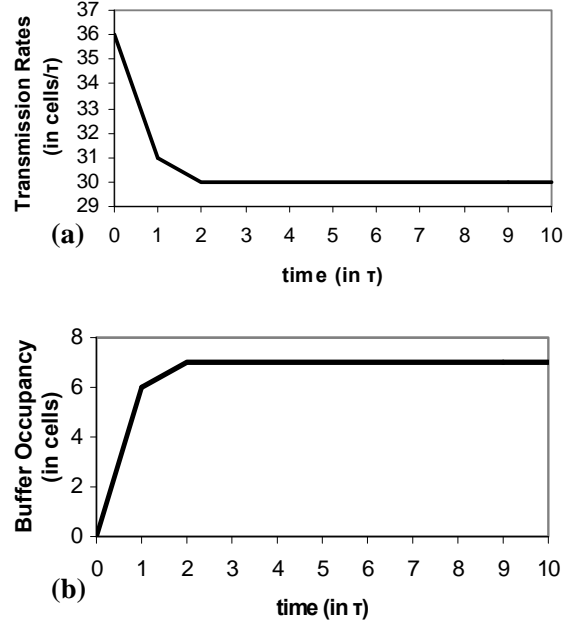 Transmission Rates
(in cells/τ)
37
36
35
34
33
32
31
30
29
0 1 2 3 4 5 6 7 8 9 10
(a)
time (in τ)
Buffer Occupancy
(in cells)
8
6
4
2
0
0 1 2 3 4 5 6 7 8 9 10
(b)
time (in τ)